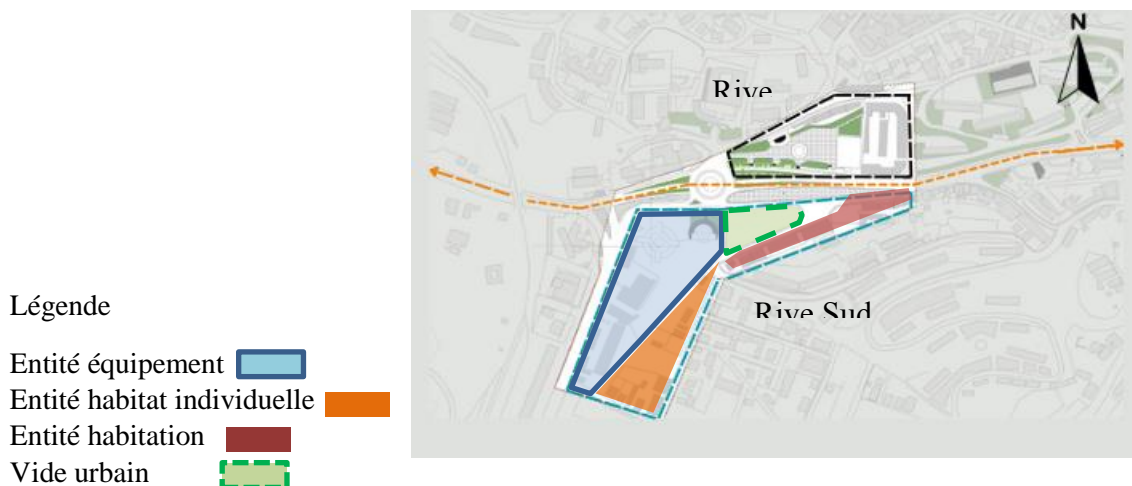 N
Rive
Rive Sud
Légende
Entité équipement
Entité habitat individuelle
Entité habitation
Vide urbain